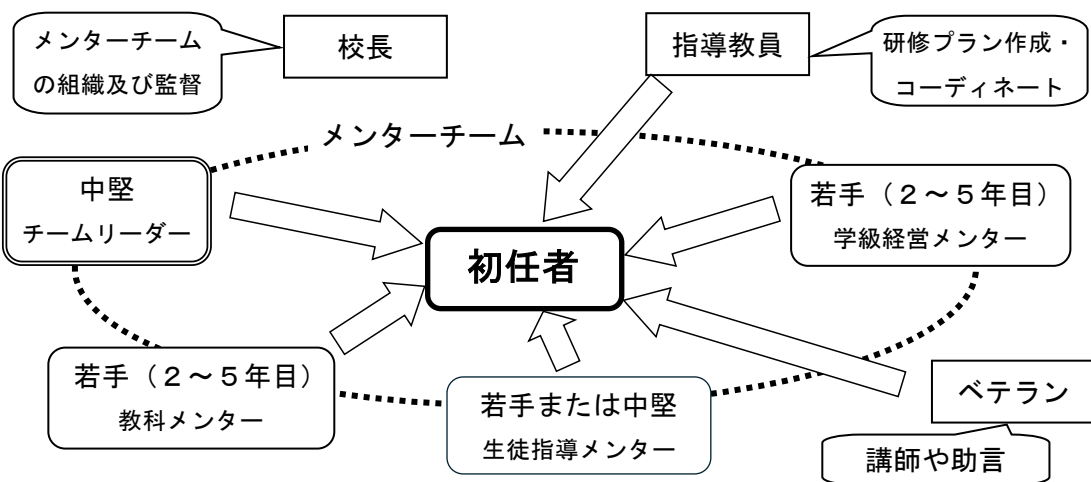 メンターチーム
の組織及び監督
校長
指導教員
研修プラン作成・
コーディネート
メンターチーム
中堅
チームリーダー
若手（２～５年目）
学級経営メンター
初任者
若手（２～５年目）
教科メンター
若手または中堅
生徒指導メンター
ベテラン
講師や助言